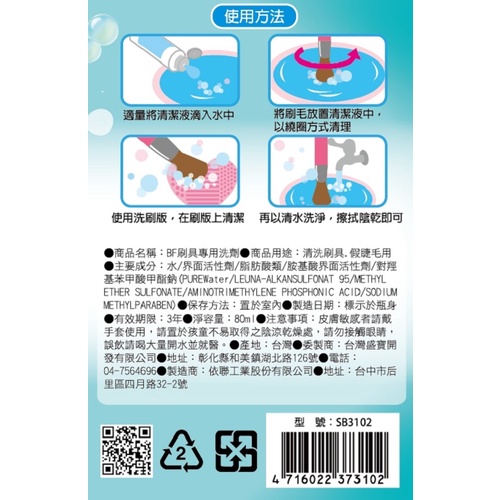 使用方法
適量將清潔液滴入水中
將刷毛放置清潔液中,
以繞圈方式清理
使用洗刷版,在刷版上清潔
再以清水洗淨,擦拭陰乾即可
●商品名稱:BF刷具專用洗劑●商品用途:清洗刷具.假睫毛用
●主要成分:水/界面活性劑/脂肪酸類/胺基酸界面活性劑/對羥
基苯甲酸甲酯鈉(PUREWater/LEUNA-ALKANSULFONAT 95/METHYL
ETHER SULFONATE/AMINOTRIMETHYLENE PHOSPHONIC ACID/SODIUM
METHYLPARABEN)●保存方法:置於室內●製造日期:標示於瓶身
●有效期限:3年●淨重:80ml●注意事項:皮膚敏感者請戴
手套使用,請置於孩童不易取得之陰涼乾燥處,請勿接觸眼睛,
誤飲請喝大量開水並就醫。●產地:台灣●委製商:台灣盛寶開
發有限公司●地址:彰化縣和美鎮湖北路126號●電話:
04-7564696●製造商:依聯工業股份有限公司●地址:台中市后
里區四月路32-2號
型 號:SB3102
2
4 716022 373102